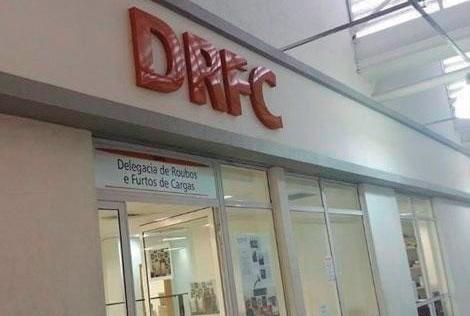 DRFC
Delegacia de Roubos
e Furtos de Cargas